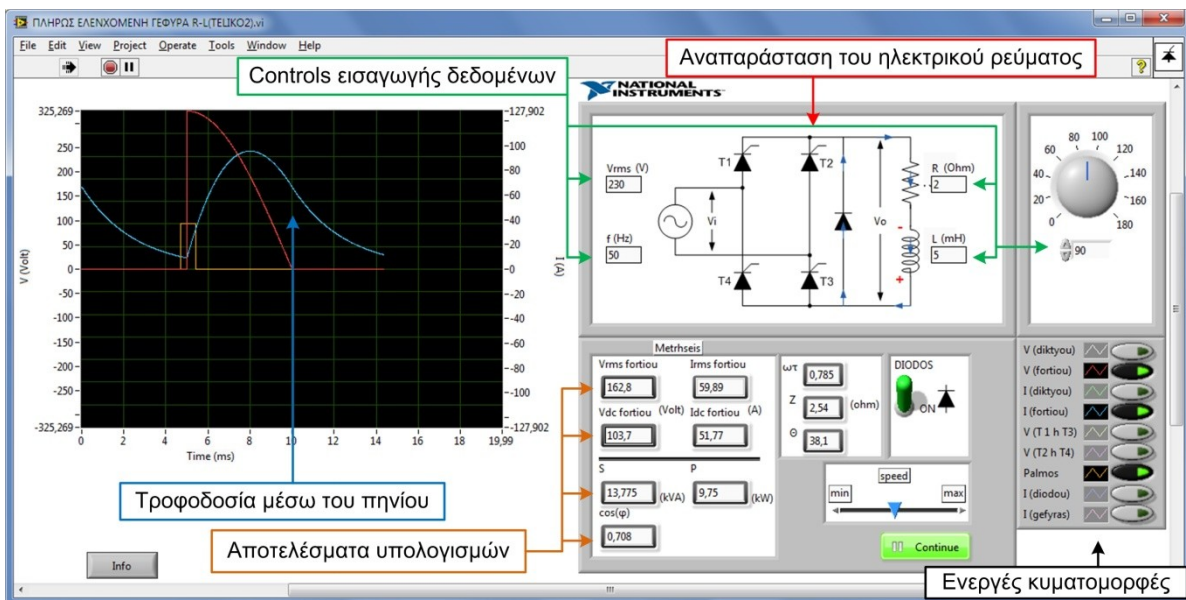 ΠΛΗΡΩΣ ΕΛΕΝΧΟΜΕΝΗ ΓΕΦΥΡΑ R-L(TELIKO2).vi
File Edit View Project Operate Tools Window Help
Controls εισαγωγής δεδομένων
Αναπαράσταση του ηλεκτρικού ρεύματος
NATIONAL INSTRUMENTS
V (Volt)
325,269
250
200
150
100
50
0
-50
-100
-150
-200
-250
-325,269
127,902
100
80
60
40
20
0
-20
-40
-60
-80
-100
-127,902
I (A)
0 2 4 6 8 10 12 14 16 18 19,99
Time (ms)
Τροφοδοσία μέσω του πηνίου
Αποτελέσματα υπολογισμών
Info
Vrms (V)
230
f (Hz)
50
Vi
T1
T2
T4
T3
Vo
R (Ohm)
2
L (mH)
5
-
+
0 20 40 60 80 100 120 140 160 180
90
Metrhseis
Vrms fortiou Irms fortiou
162,8 59,89
Vdc fortiou (Volt) Idc fortiou (A)
103,7 51,77
S P
13,775 (kVA) 9,75 (kW)
cos(φ)
0,708
ωτ 0,785
Z 2,54 (ohm)
Θ 38,1
DIODOS
ON
speed
min max
Continue
V (diktyou)
V (fortiou)
I (diktyou)
I (fortiou)
V (T 1 h T3)
V (T2 h T4)
Palmos
I (diodou)
I (gefyras)
Ενεργές κυματομορφές